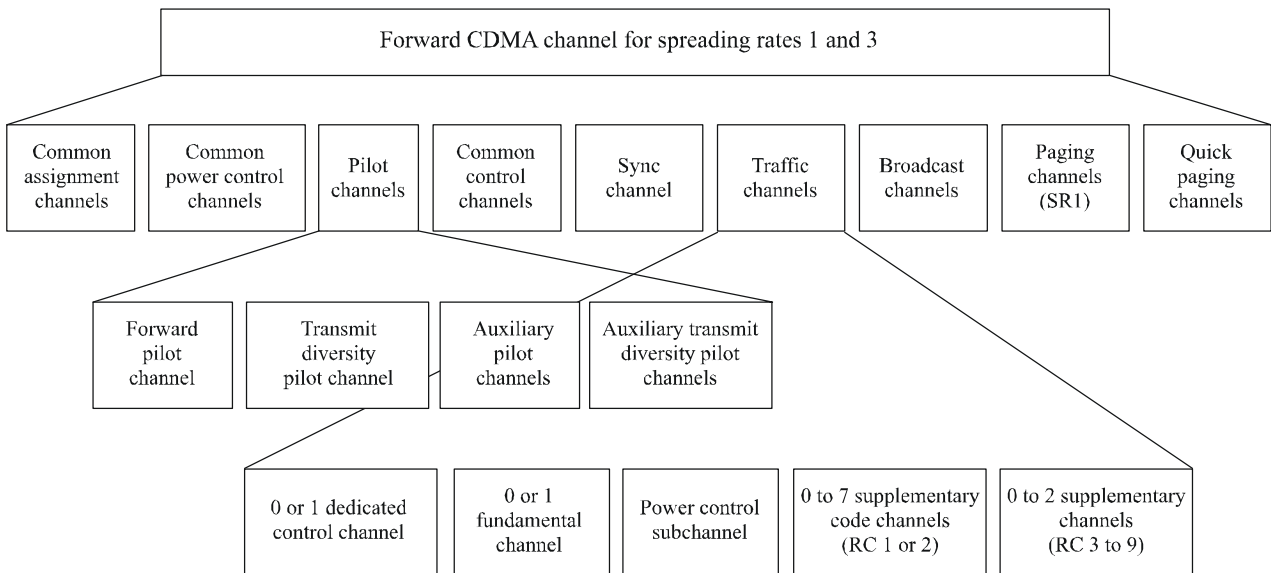 Forward CDMA channel for spreading rates 1 and 3
Common
assignment
channels
Common
power control
channels
Pilot
channels
Common
control
channels
Sync
channel
Traffic
channels
Broadcast
channels
Paging
channels
(SR1)
Quick
paging
channels
Forward
pilot
channel
Transmit
diversity
pilot channel
Auxiliary
pilot
channels
Auxiliary transmit
diversity pilot
channels
0 or 1 dedicated
control channel
0 or 1
fundamental
channel
Power control
subchannel
0 to 7 supplementary
code channels
(RC 1 or 2)
0 to 2 supplementary
channels
(RC 3 to 9)